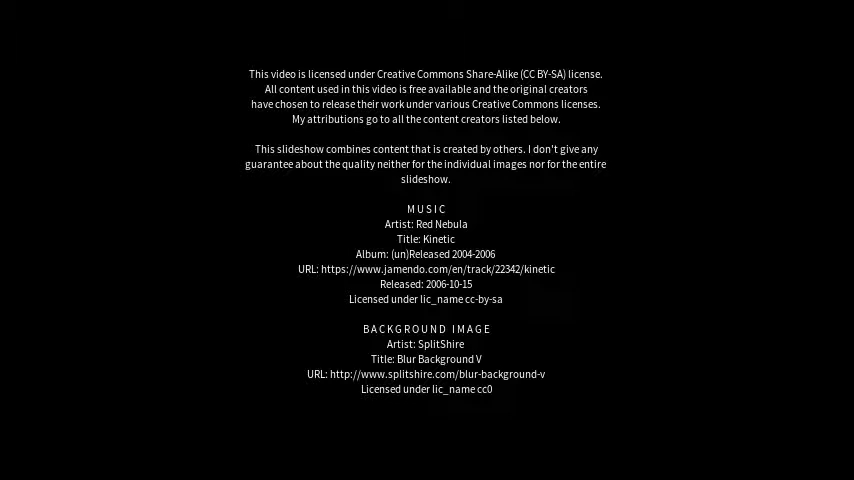 This video is licensed under Creative Commons Share-Alike (CC BY-SA) license.
All content used in this video is free available and the original creators
have chosen to release their work under various Creative Commons licenses.
My attributions go to all the content creators listed below.
This slideshow combines content that is created by others. I don't give any
guarantee about the quality neither for the individual images nor for the entire
slideshow.
M U S I C
Artist: Red Nebula
Title: Kinetic
Album: (un)Released 2004-2006
URL: https://www.jamendo.com/en/track/22342/kinetic
Released: 2006-10-15
Licensed under lic_name cc-by-sa
B A C K G R O U N D   I M A G E
Artist: SplitShire
Title: Blur Background V
URL: http://www.splitshire.com/blur-background-v
Licensed under lic_name cc0